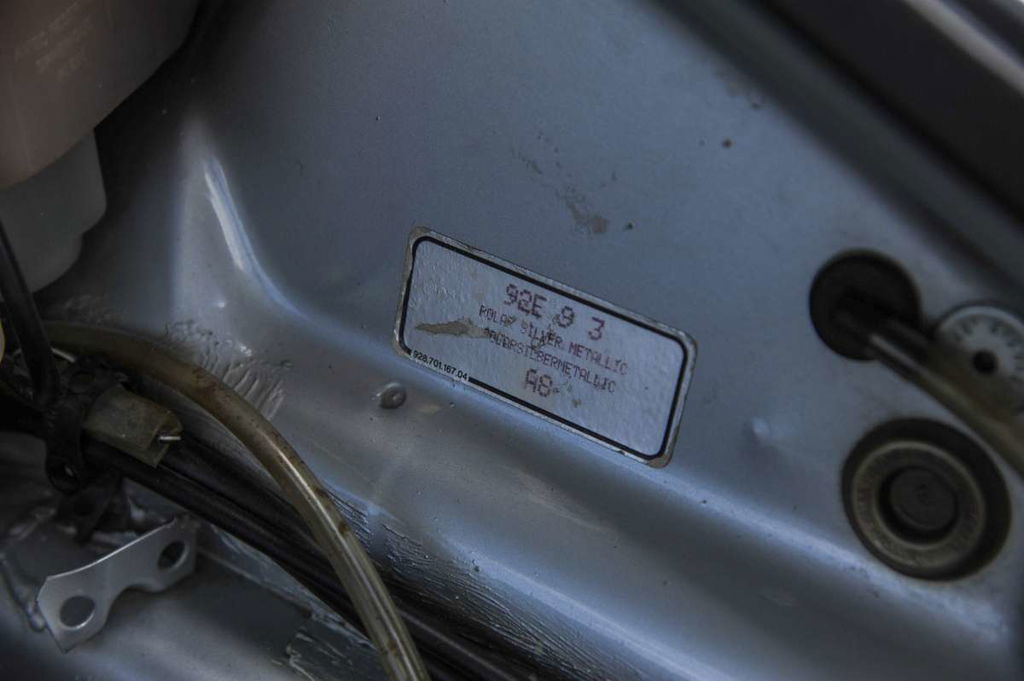 92E 9 3
POLAR SILVER METALLIC
POLARSILBERMETALLIC
A8
928.701.167.04